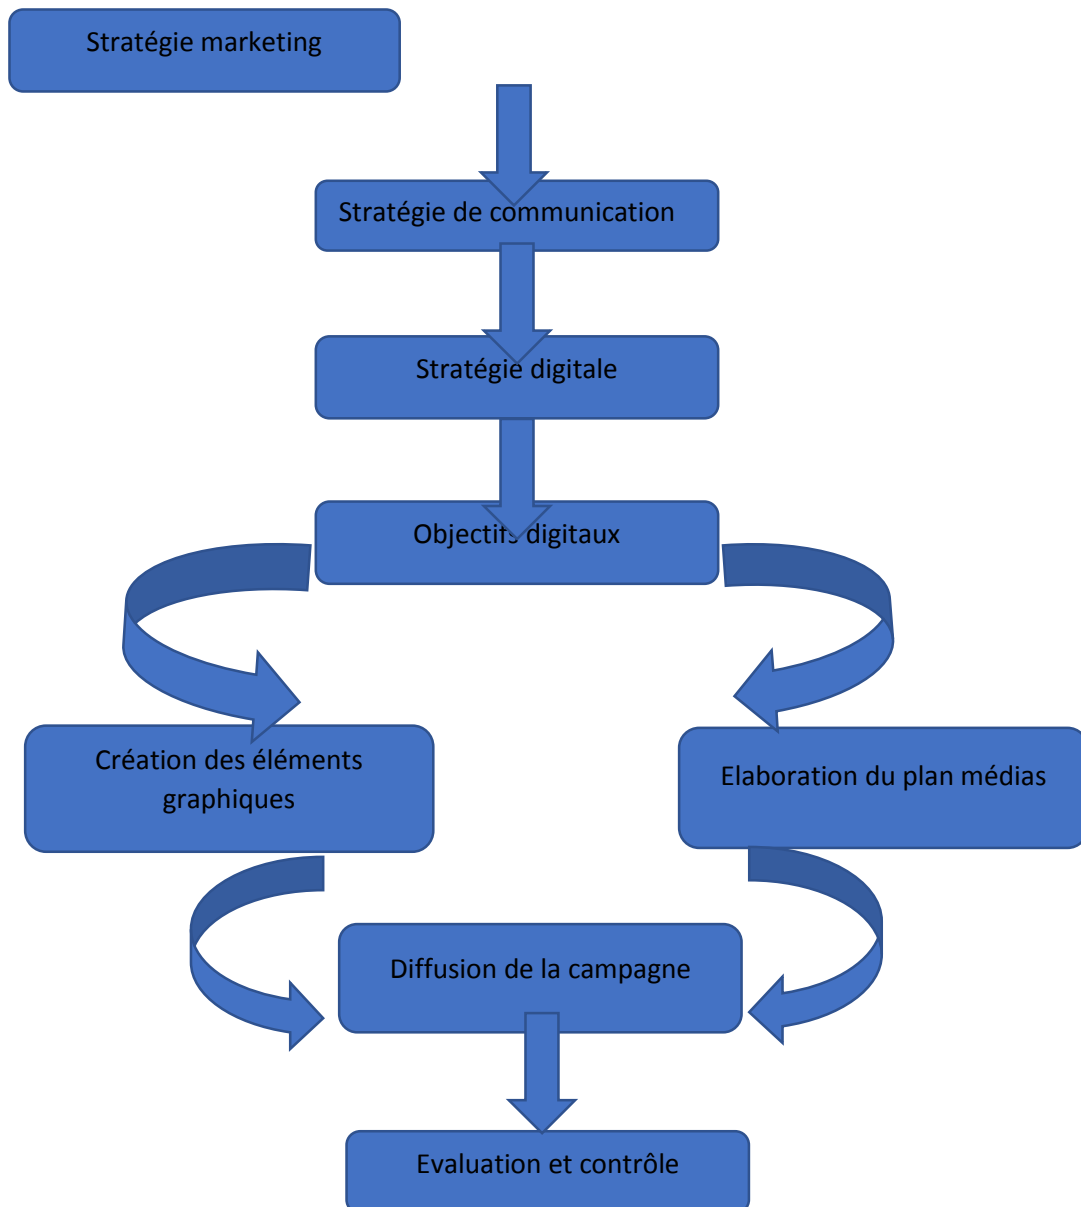 Stratégie marketing
Stratégie de communication
Stratégie digitale
Objectifs digitaux
Création des éléments
graphiques
Elaboration du plan médias
Diffusion de la campagne
Evaluation et contrôle